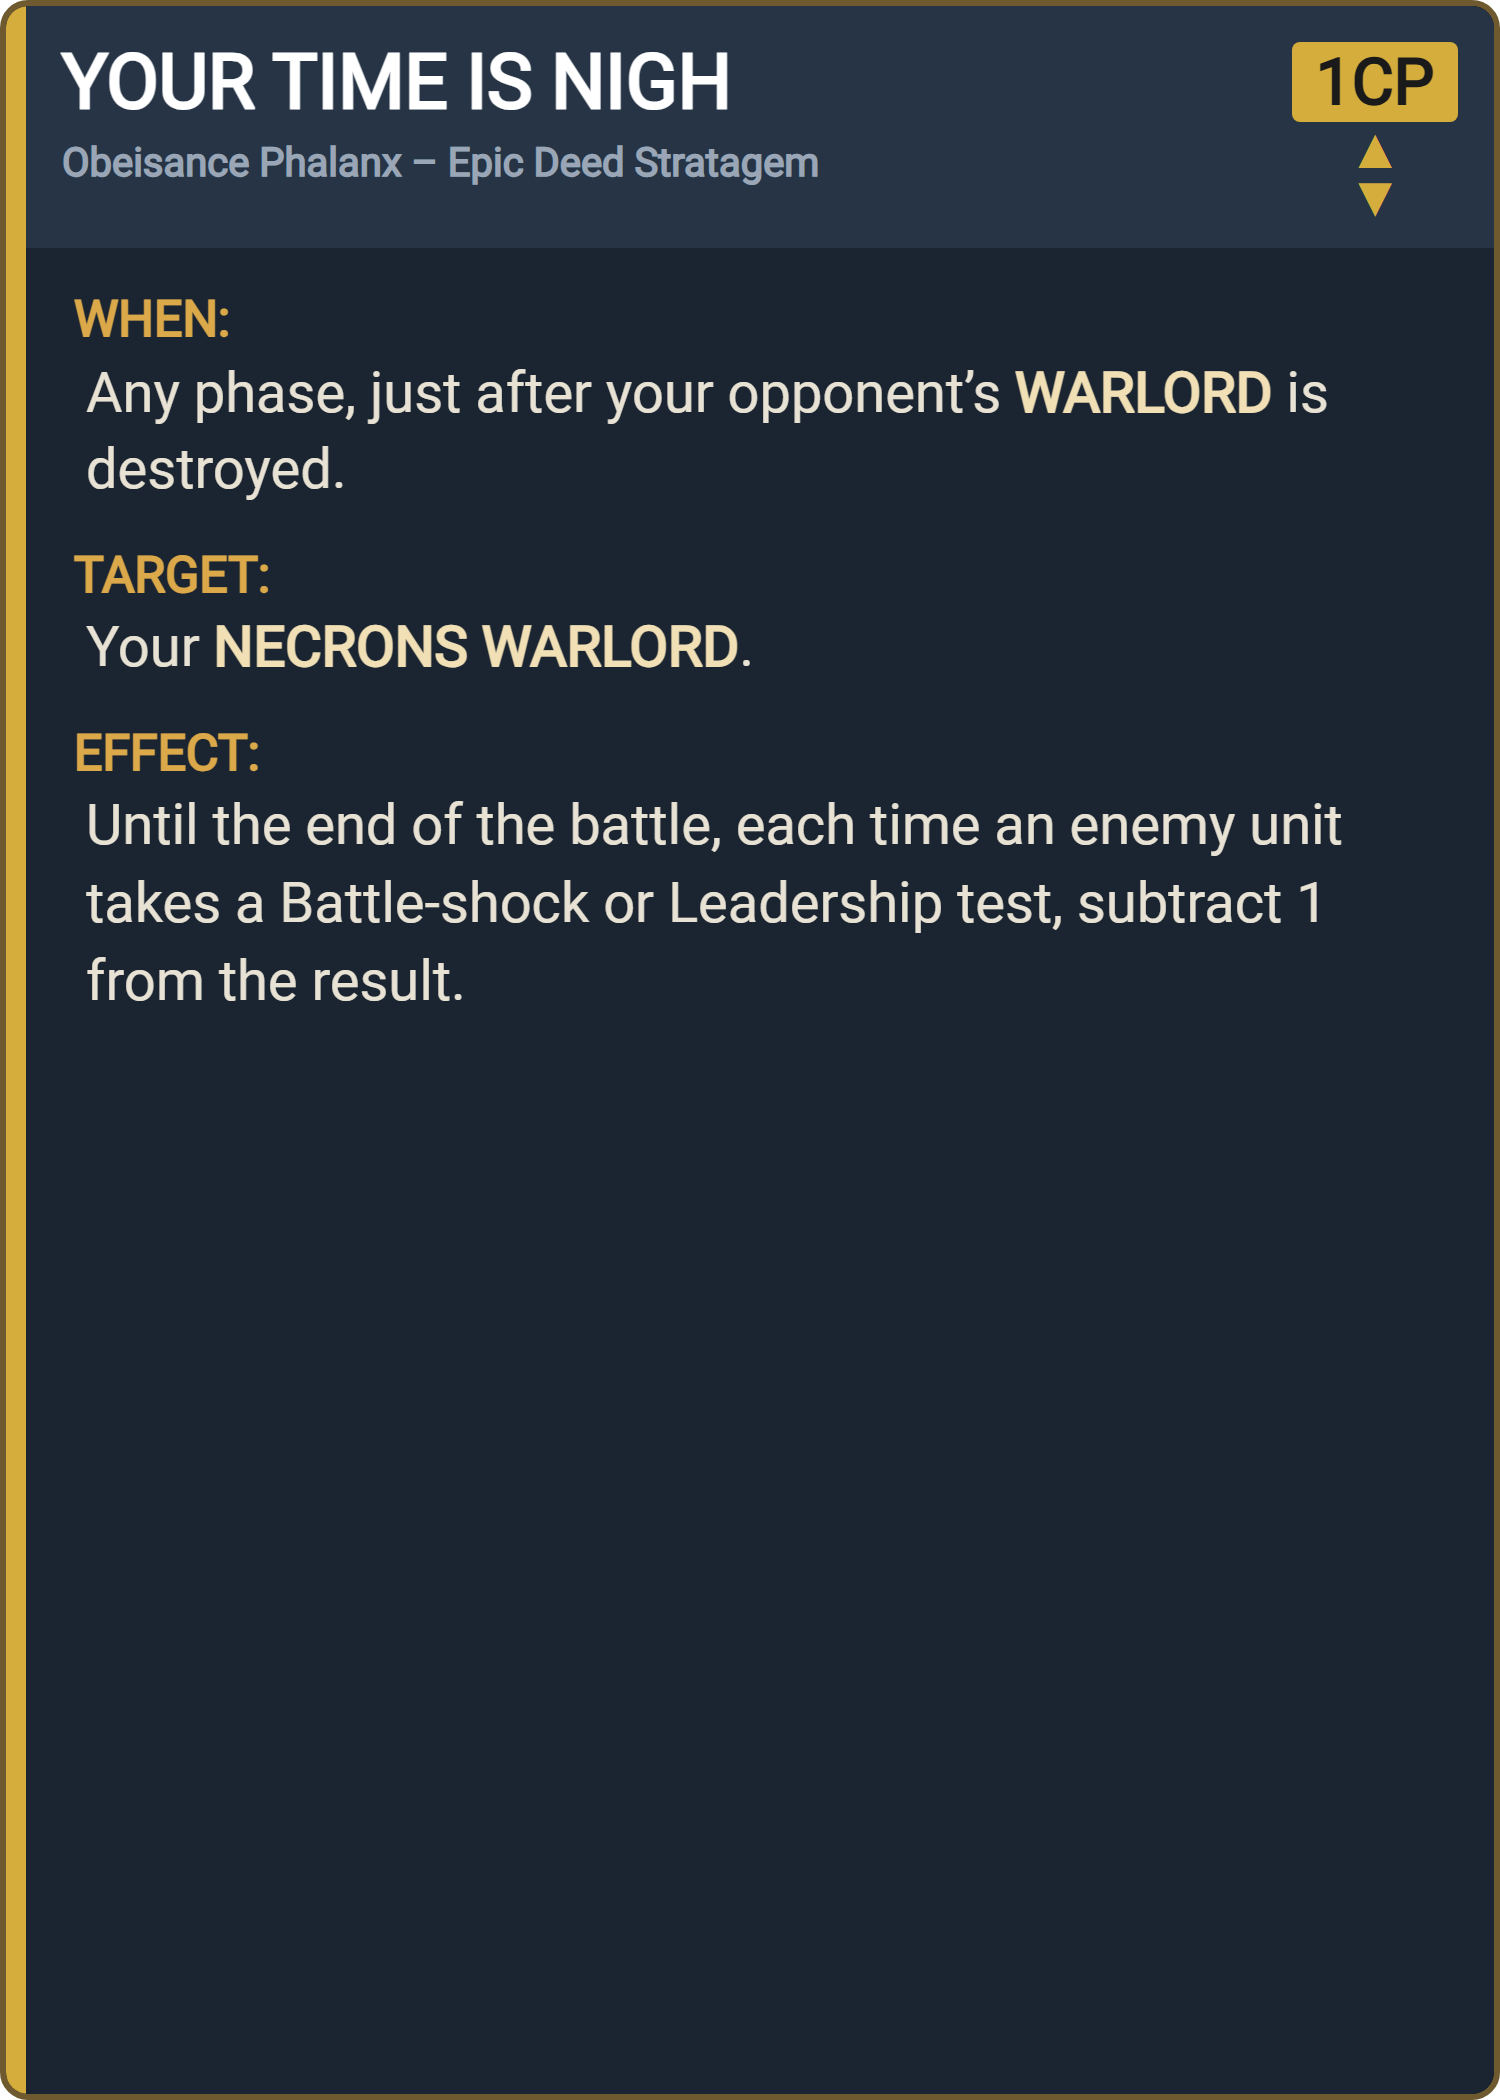 YOUR TIME IS NIGH
1CP
Obeisance Phalanx – Epic Deed Stratagem
▲
▼
WHEN:
Any phase, just after your opponent’s WARLORD is
destroyed.
TARGET:
Your NECRONS WARLORD.
EFFECT:
Until the end of the battle, each time an enemy unit
takes a Battle-shock or Leadership test, subtract 1
from the result.